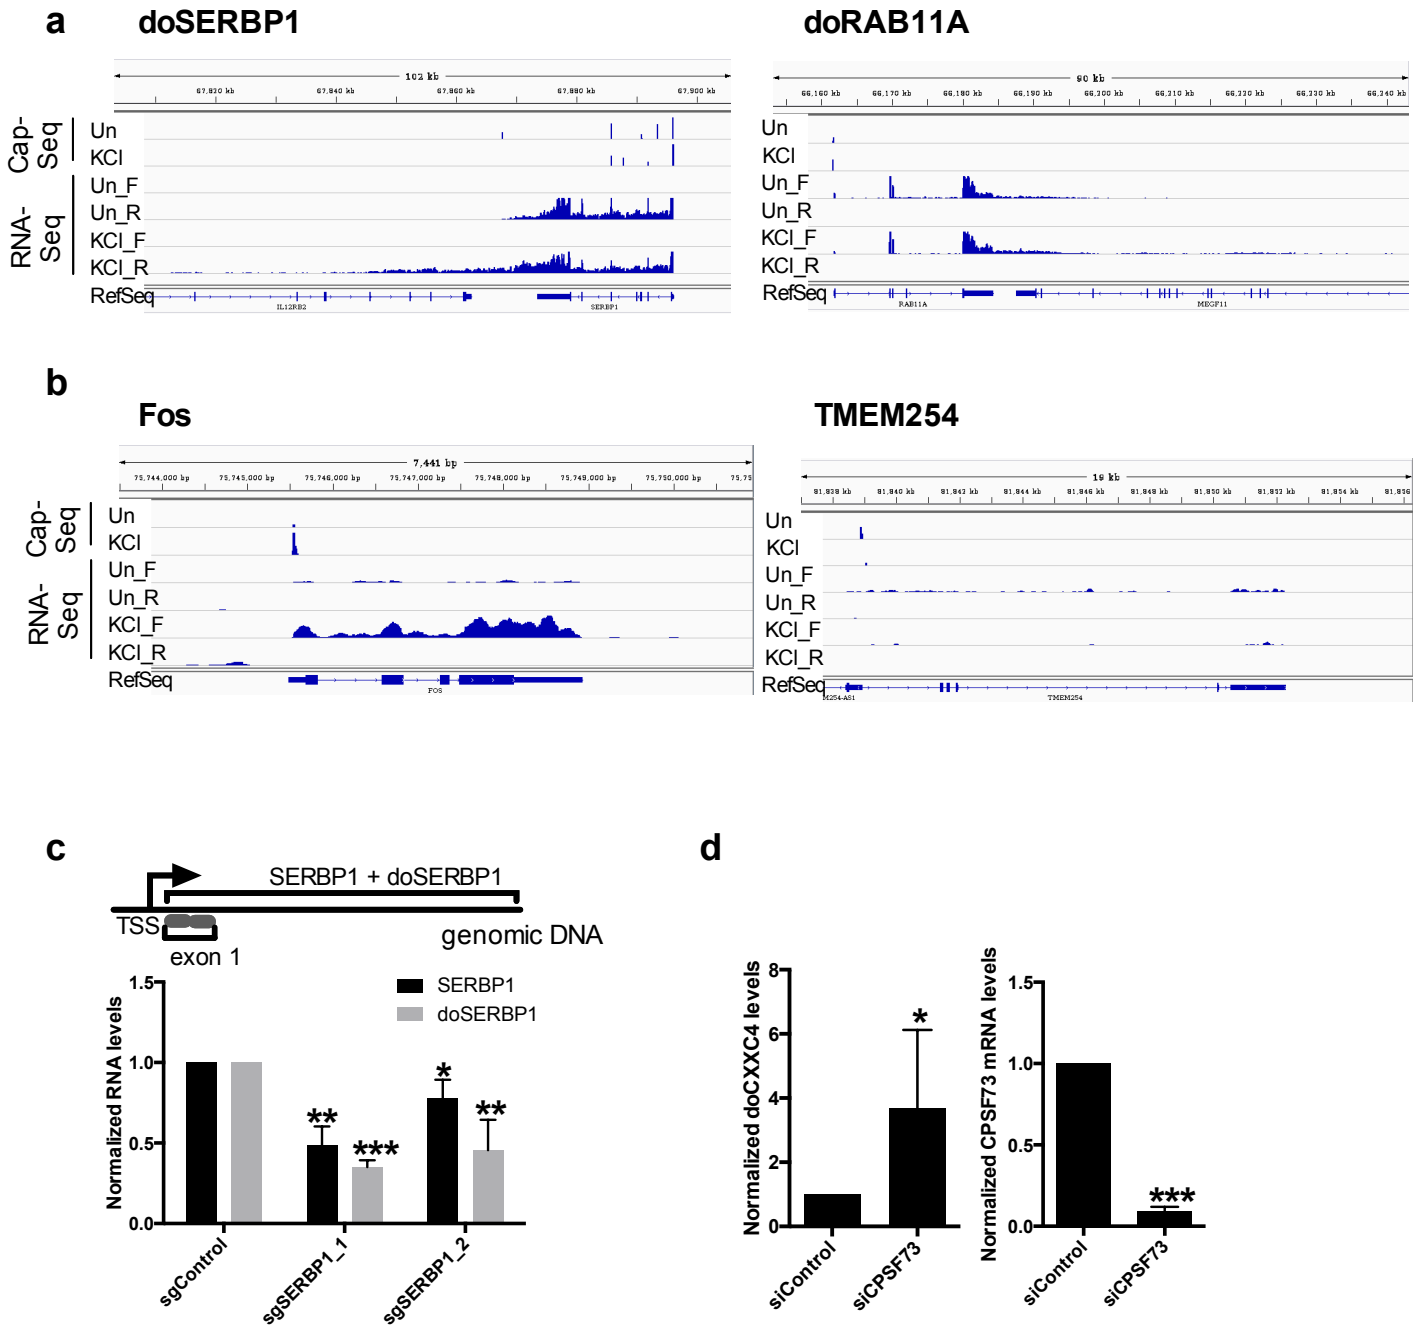 a
doSERBP1
doRAB11A
102 kb
67,820 kb 67,840 kb 67,860 kb 67,880 kb 67,900 kb
Cap-Seq
Un
KCl
RNA-Seq
Un_F
Un_R
KCl_F
KCl_R
RefSeq
IL12RB2
SERBP1
90 kb
66,160 kb 66,170 kb 66,180 kb 66,190 kb 66,200 kb 66,210 kb 66,220 kb 66,230 kb 66,240 kb
Un
KCl
Un_F
Un_R
KCl_F
KCl_R
RefSeq
RAB11A
MEGF11
b
Fos
TMEM254
7,441 bp
75,744,000 bp 75,745,000 bp 75,746,000 bp 75,747,000 bp 75,748,000 bp 75,749,000 bp 75,750,000 bp 75,75
Cap-Seq
Un
KCl
RNA-Seq
Un_F
Un_R
KCl_F
KCl_R
RefSeq
FOS
19 kb
81,838 kb 81,840 kb 81,842 kb 81,844 kb 81,846 kb 81,848 kb 81,850 kb 81,852 kb 81,854 kb 81,856
Un
KCl
Un_F
Un_R
KCl_F
KCl_R
RefSeq
M254-AS1
TMEM254
c
SERBP1 + doSERBP1
TSS
genomic DNA
exon 1
Normalized RNA levels
1.5
1.0
0.5
0.0
SERBP1
doSERBP1
**
***
*
**
sgControl
sgSERBP1_1
sgSERBP1_2
d
Normalized doCXXC4 levels
8
6
4
2
0
*
siControl
siCPSF73
Normalized CPSF73 mRNA levels
1.5
1.0
0.5
0.0
***
siControl
siCPSF73